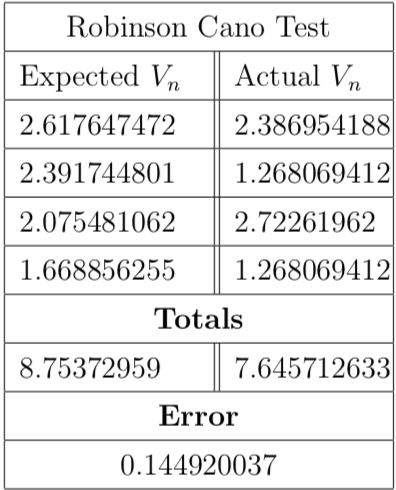 Robinson Cano Test
Expected Vₙ Actual Vₙ
2.617647472 2.386954188
2.391744801 1.268069412
2.075481062 2.72261962
1.668856255 1.268069412
Totals
8.75372959 7.645712633
Error
0.144920037